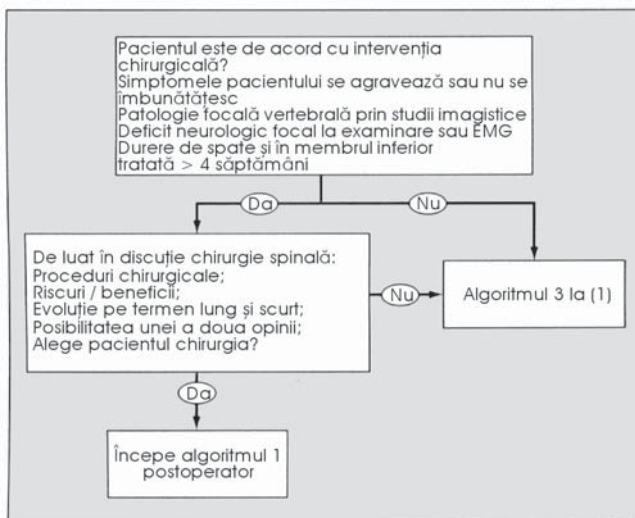 Pacientul este de acord cu intervenția
chirurgicală?
Simptomele pacientului se agravează sau nu se
îmbunătățesc
Patologie focală vertebrală prin studii imagistice
Deficit neurologic focal la examinare sau EMG
Durere de spate și în membrul inferior
tratată > 4 săptămâni
Da
Nu
De luat în discuție chirurgie spinală:
Proceduri chirurgicale;
Riscuri / beneficii;
Evoluție pe termen lung și scurt;
Posibilitatea unei a doua opinii;
Alege pacientul chirurgia?
Nu
Algoritmul 3 la (1)
Da
Începe algoritmul 1
postoperator